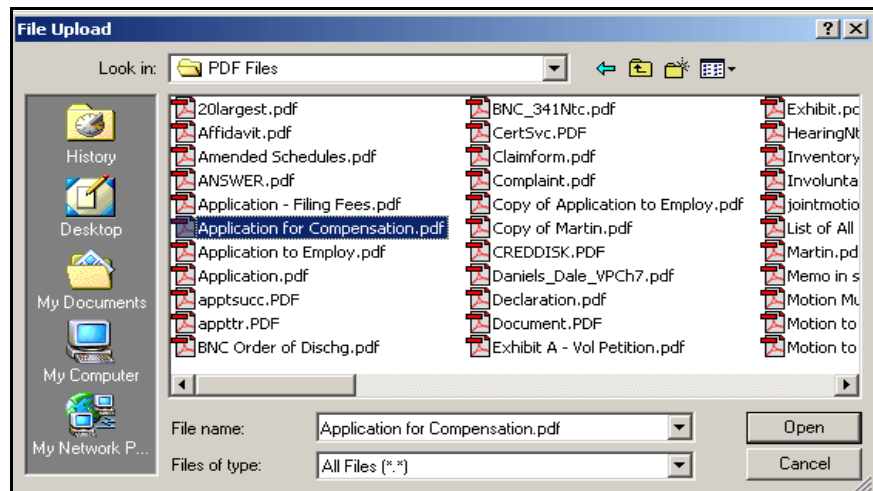 File Upload
Look in: PDF Files
History
Desktop
My Documents
My Computer
My Network P...
20largest.pdf
Affidavit.pdf
Amended Schedules.pdf
ANSWER.pdf
Application - Filing Fees.pdf
Application for Compensation.pdf
Application to Employ.pdf
Application.pdf
apptsucc.PDF
appttr.PDF
BNC Order of Dischg.pdf
BNC_341Ntc.pdf
CertSvc.PDF
Claimform.pdf
Complaint.pdf
Copy of Application to Employ.pdf
Copy of Martin.pdf
CREDDISK.PDF
Daniels_Dale_VPCh7.pdf
Declaration.pdf
Document.PDF
Exhibit A - Vol Petition.pdf
Exhibit.pc
HearingNt
Inventory
Involunta
jointmotio
List of All
Martin.pd
Memo in s
Motion Mu
Motion to
Motion to
File name: Application for Compensation.pdf Open
Files of type: All Files (*.*) Cancel